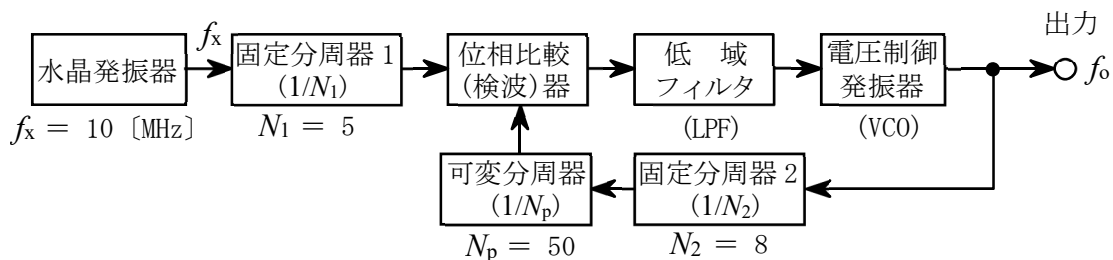 水晶発振器
f_x = 10 〔MHz〕
f_x
固定分周器 1
(1/N_1)
N_1 = 5
位相比較
(検波)器
低 域
フィルタ
(LPF)
電圧制御
発振器
(VCO)
出力
f_o
可変分周器
(1/N_p)
N_p = 50
固定分周器 2
(1/N_2)
N_2 = 8